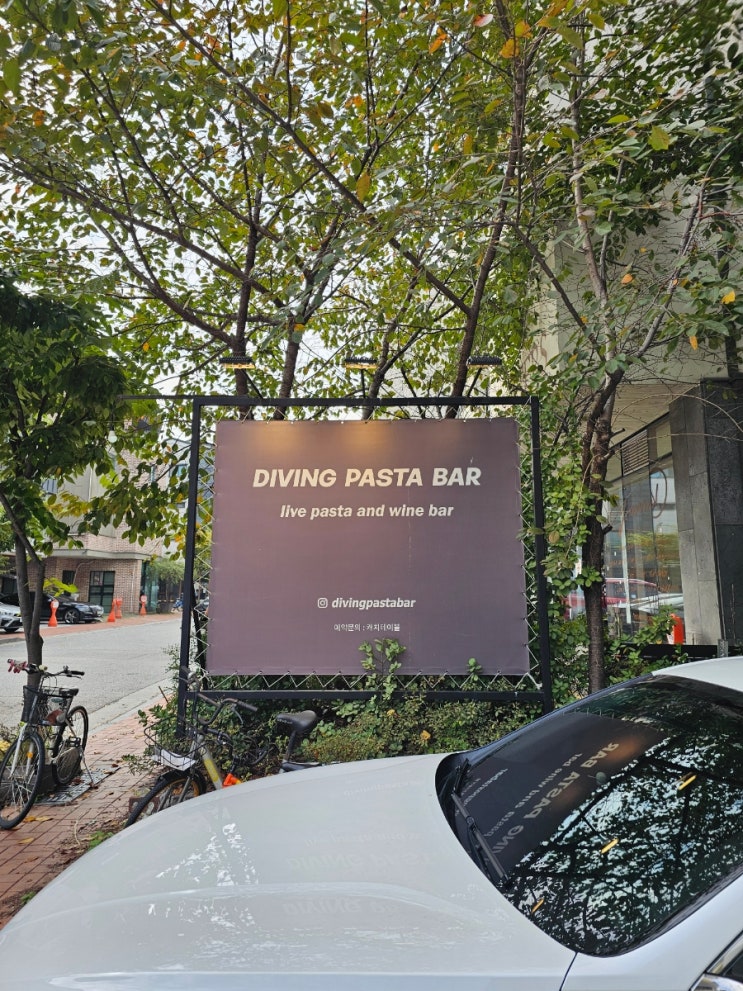 DIVING PASTA BAR
live pasta and wine bar
divingpastabar
예약문의 : 캐치테이블